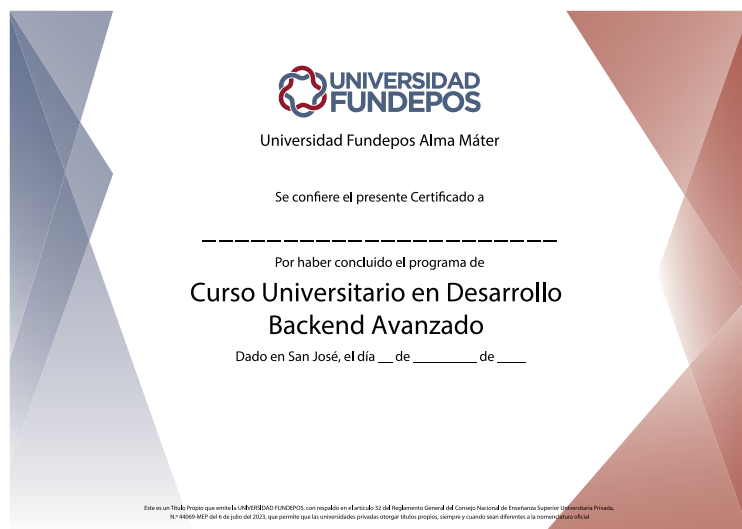 UNIVERSIDAD
FUNDEPOS
Universidad Fundepos Alma Máter
Se confiere el presente Certificado a
Por haber concluido el programa de
Curso Universitario en Desarrollo
Backend Avanzado
Dado en San José, el día __ de ________ de ____
Este es un Título Propio que emite la UNIVERSIDAD FUNDEPOS, con respaldo en el artículo 32 del Reglamento General del Consejo Nacional de Enseñanza Superior Universitaria Privada,
N.º 44069-MEP del 6 de julio del 2023, que permite que las universidades privadas otorgar títulos propios, siempre y cuando sean diferentes a la nomenclatura oficial